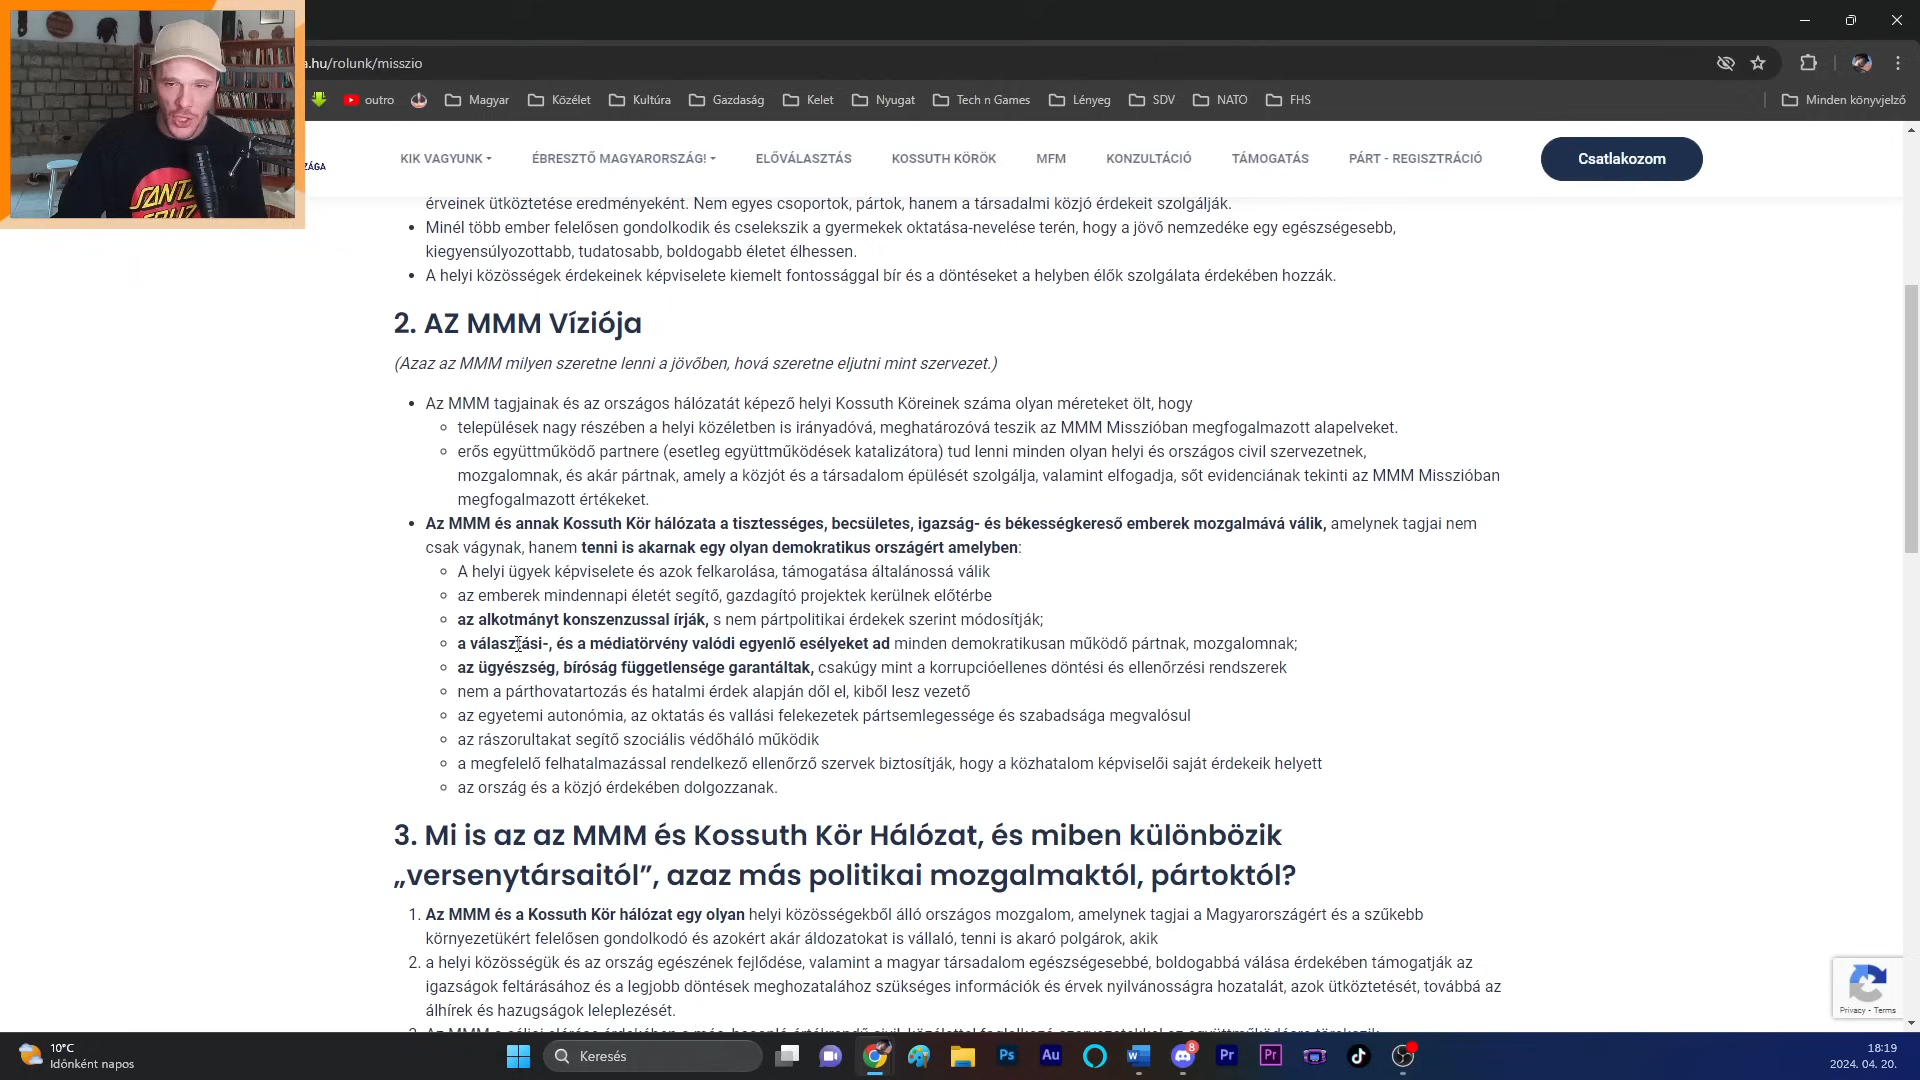 .hu/rolunk/misszio
outro
Magyar
Közélet
Kultúra
Gazdaság
Kelet
Nyugat
Tech n Games
Lényeg
SDV
NATO
FHS
Minden könyvjelző
KIK VAGYUNK
ÉBRESZTŐ MAGYARORSZÁG!
ELŐVÁLASZTÁS
KOSSUTH KÖRÖK
MFM
KONZULTÁCIÓ
TÁMOGATÁS
PÁRT - REGISZTRÁCIÓ
Csatlakozom
SANTA
érveinek ütköztetése eredményeként. Nem egyes csoportok, pártok, hanem a társadalmi közjó érdekeit szolgálják.
Minél több ember felelősen gondolkodik és cselekszik a gyermekek oktatása-nevelése terén, hogy a jövő nemzedéke egy egészségesebb,
kiegyensúlyozottabb, tudatosabb, boldogabb életet élhessen.
A helyi közösségek érdekeinek képviselete kiemelt fontossággal bír és a döntéseket a helyben élők szolgálata érdekében hozzák.
2. AZ MMM Víziója
(Azaz az MMM milyen szeretne lenni a jövőben, hová szeretne eljutni mint szervezet.)
Az MMM tagjainak és az országos hálózatát képező helyi Kossuth Köreinek száma olyan méreteket ölt, hogy
települések nagy részében a helyi közéletben is irányadóvá, meghatározóvá teszik az MMM Misszióban megfogalmazott alapelveket.
erős együttműködő partnere (esetleg együttműködések katalizátora) tud lenni minden olyan helyi és országos civil szervezetnek,
mozgalomnak, és akár pártnak, amely a közjót és a társadalom épülését szolgálja, valamint elfogadja, sőt evidenciának tekinti az MMM Misszióban
megfogalmazott értékeket.
Az MMM és annak Kossuth Kör hálózata a tisztességes, becsületes, igazság- és békességkereső emberek mozgalmává válik, amelynek tagjai nem
csak vágynak, hanem tenni is akarnak egy olyan demokratikus országért amelyben:
A helyi ügyek képviselete és azok felkarolása, támogatása általánossá válik
az emberek mindennapi életét segítő, gazdagító projektek kerülnek előtérbe
az alkotmányt konszenzussal írják, s nem pártpolitikai érdekek szerint módosítják;
a választási-, és a médiatörvény valódi egyenlő esélyeket ad minden demokratikusan működő pártnak, mozgalomnak;
az ügyészség, bíróság függetlensége garantáltak, csakúgy mint a korrupcióellenes döntési és ellenőrzési rendszerek
nem a párthovatartozás és hatalmi érdek alapján dől el, kiből lesz vezető
az egyetemi autonómia, az oktatás és vallási felekezetek pártsemlegessége és szabadsága megvalósul
az rászorultakat segítő szociális védőháló működik
a megfelelő felhatalmazással rendelkező ellenőrző szervek biztosítják, hogy a közhatalom képviselői saját érdekeik helyett
az ország és a közjó érdekében dolgozzanak.
3. Mi is az az MMM és Kossuth Kör Hálózat, és miben különbözik
„versenytársaitól”, azaz más politikai mozgalmaktól, pártoktól?
1. Az MMM és a Kossuth Kör hálózat egy olyan helyi közösségekből álló országos mozgalom, amelynek tagjai a Magyarországért és a szűkebb
környezetükért felelősen gondolkodó és azokért akár áldozatokat is vállaló, tenni is akaró polgárok, akik
2. a helyi közösségük és az ország egészének fejlődése, valamint a magyar társadalom egészségesebbé, boldogabbá válása érdekében támogatják az
igazságok feltárásához és a legjobb döntések meghozatalához szükséges információk és érvek nyilvánosságra hozatalát, azok ütköztetését, továbbá az
álhírek és hazugságok leleplezését.
Privacy - Terms
10°C
Időnként napos
Keresés
Ps
Au
8
Pr
Pr
18:19
2024. 04. 20.